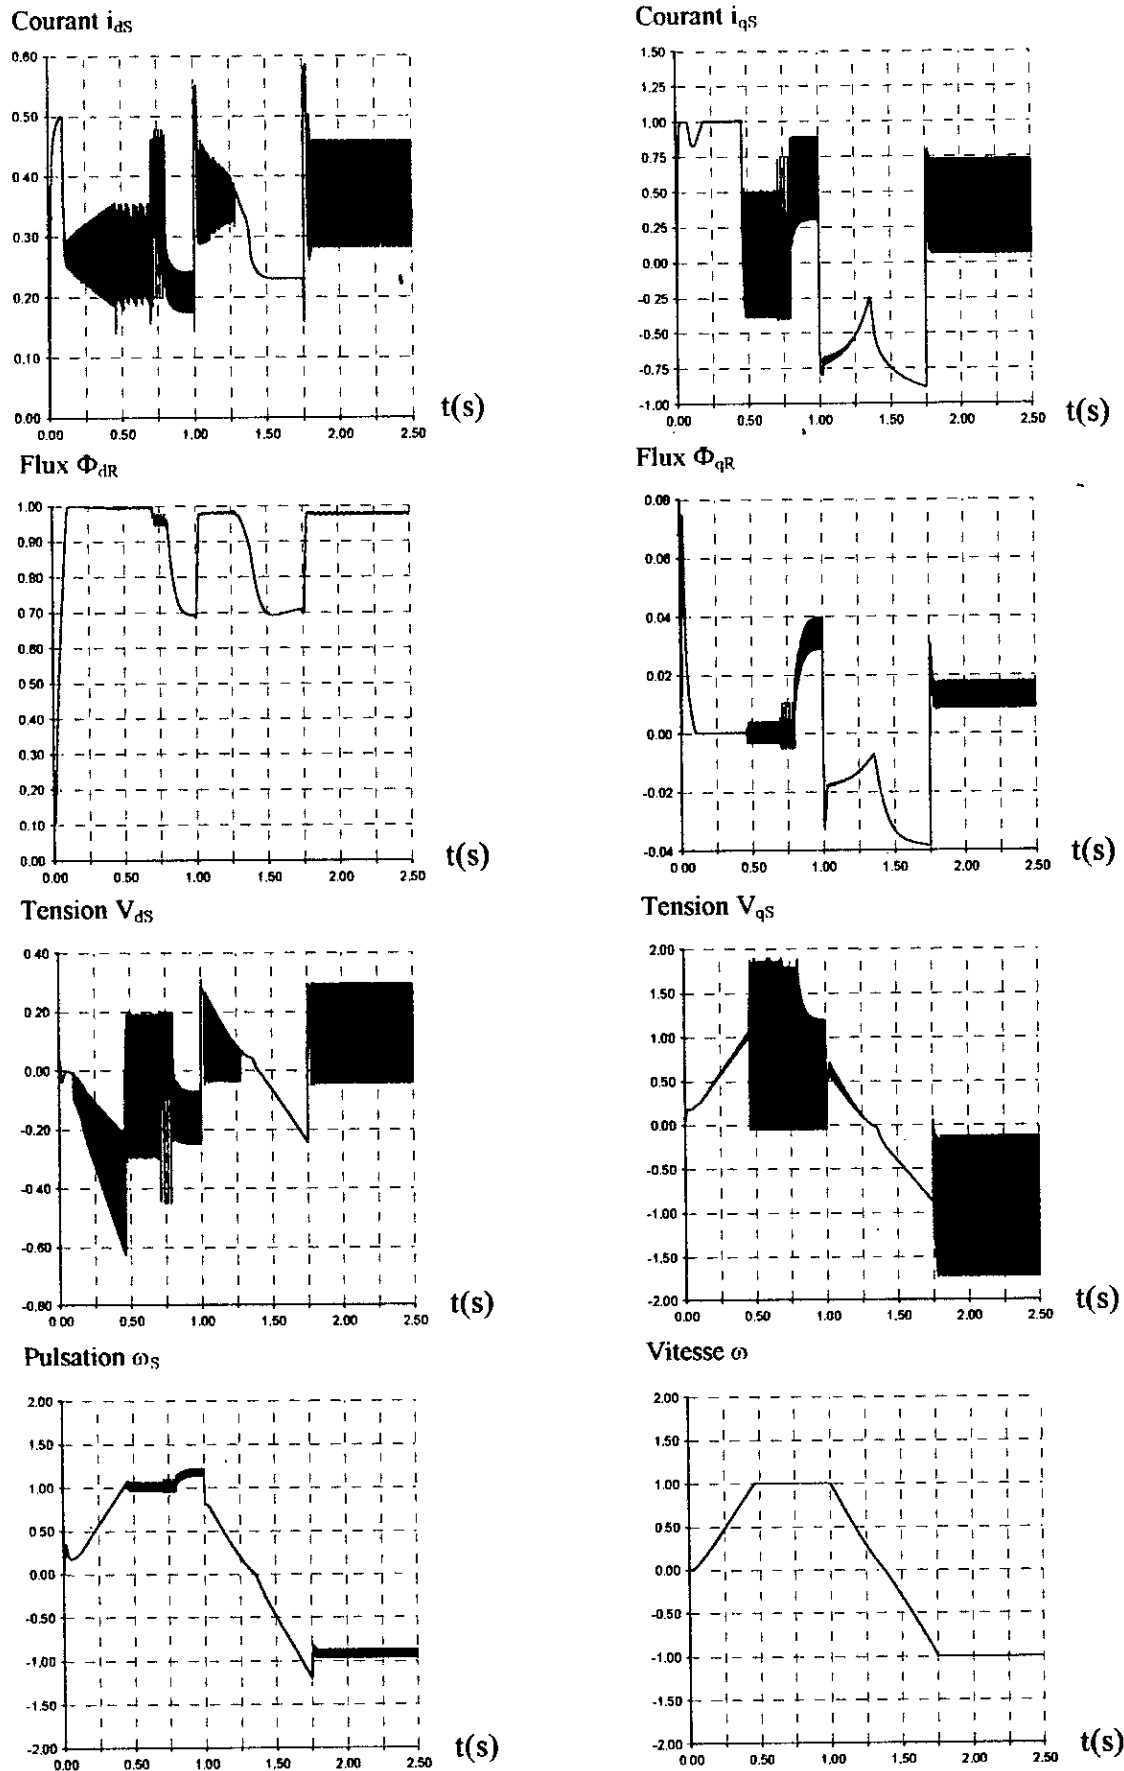 Courant i_dS
0.60
0.50
0.40
0.30
0.20
0.10
0.00
0.00 0.50 1.00 1.50 2.00 2.50
t(s)
Courant i_qS
1.50
1.25
1.00
0.75
0.50
0.25
0.00
-0.25
-0.50
-0.75
-1.00
0.00 0.50 1.00 1.50 2.00 2.50
t(s)
Flux Φ_dR
1.00
0.90
0.80
0.70
0.60
0.50
0.40
0.30
0.20
0.10
0.00
0.00 0.50 1.00 1.50 2.00 2.50
t(s)
Flux Φ_qR
0.08
0.06
0.04
0.02
0.00
-0.02
-0.04
0.00 0.50 1.00 1.50 2.00 2.50
t(s)
Tension V_dS
0.40
0.20
0.00
-0.20
-0.40
-0.60
-0.80
0.00 0.50 1.00 1.50 2.00 2.50
t(s)
Tension V_qS
2.00
1.50
1.00
0.50
0.00
-0.50
-1.00
-1.50
-2.00
0.00 0.50 1.00 1.50 2.00 2.50
t(s)
Pulsation ω_S
2.00
1.50
1.00
0.50
0.00
-0.50
-1.00
-1.50
-2.00
0.00 0.50 1.00 1.50 2.00 2.50
t(s)
Vitesse ω
2.00
1.50
1.00
0.50
0.00
-0.50
-1.00
-1.50
-2.00
0.00 0.50 1.00 1.50 2.00 2.50
t(s)